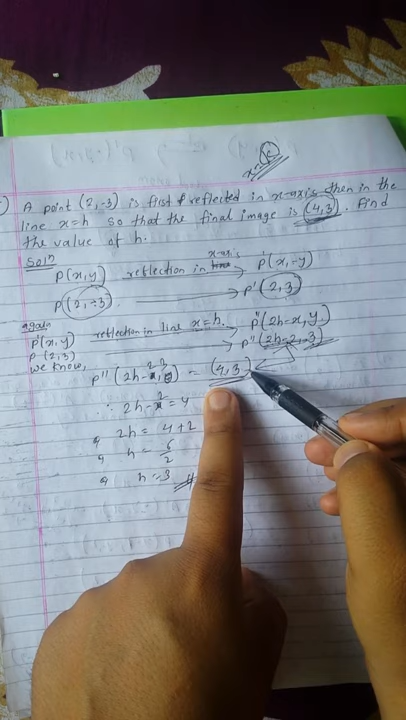 A point (2,-3) is first reflected in x-axis then in the
line x=h so that the final image is (4,3). Find
the value of h.
Solⁿ
P(x,y) reflection in x-axis P'(x,-y)
P(2,-3) P'(2,3)
again
P'(x,y) reflection in line x=h. P''(2h-x,y)
P'(2,3) P''(2h-2,3)
we know,
P''(2h-2,3) = (4,3)
∴ 2h-2=4
2h = 4+2
h = 6/2
h = 3